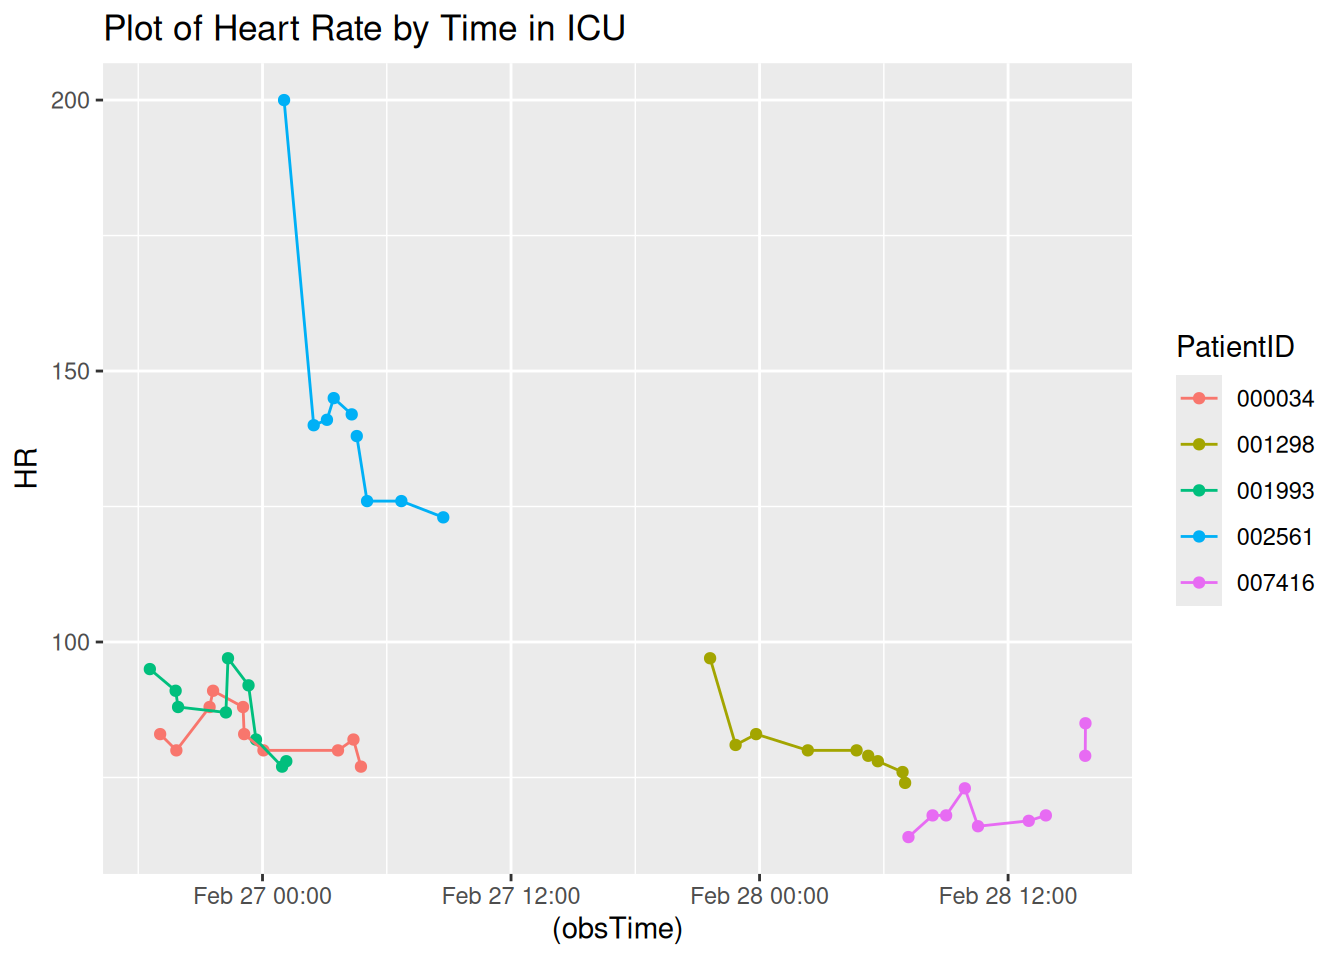 Plot of Heart Rate by Time in ICU
200
150
100
HR
Feb 27 00:00
Feb 27 12:00
Feb 28 00:00
Feb 28 12:00
(obsTime)
PatientID
000034
001298
001993
002561
007416